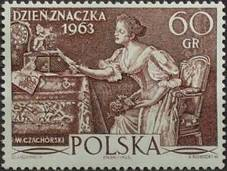 DZIEŃ ZNACZKA
1963
60
GR
W. CZACHÓRSKI
POLSKA